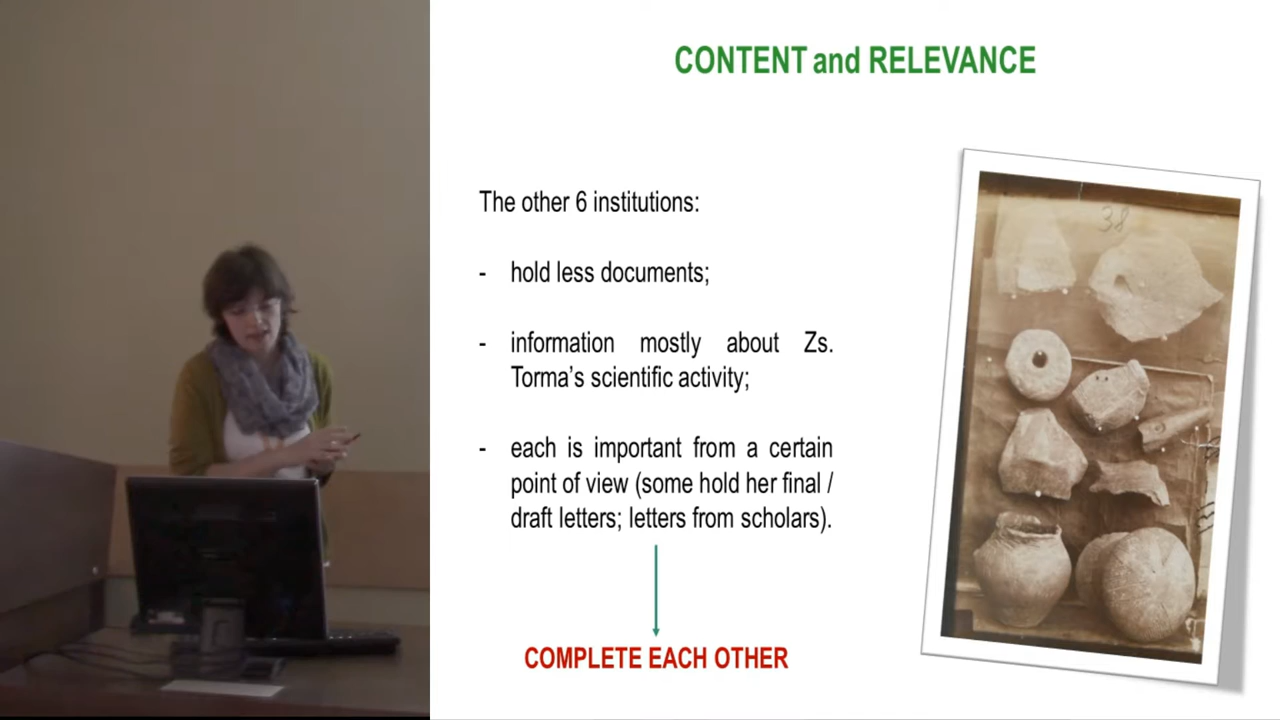 CONTENT and RELEVANCE
The other 6 institutions:
- hold less documents;
- information mostly about Zs.
Torma's scientific activity;
- each is important from a certain
point of view (some hold her final /
draft letters; letters from scholars).
COMPLETE EACH OTHER
38